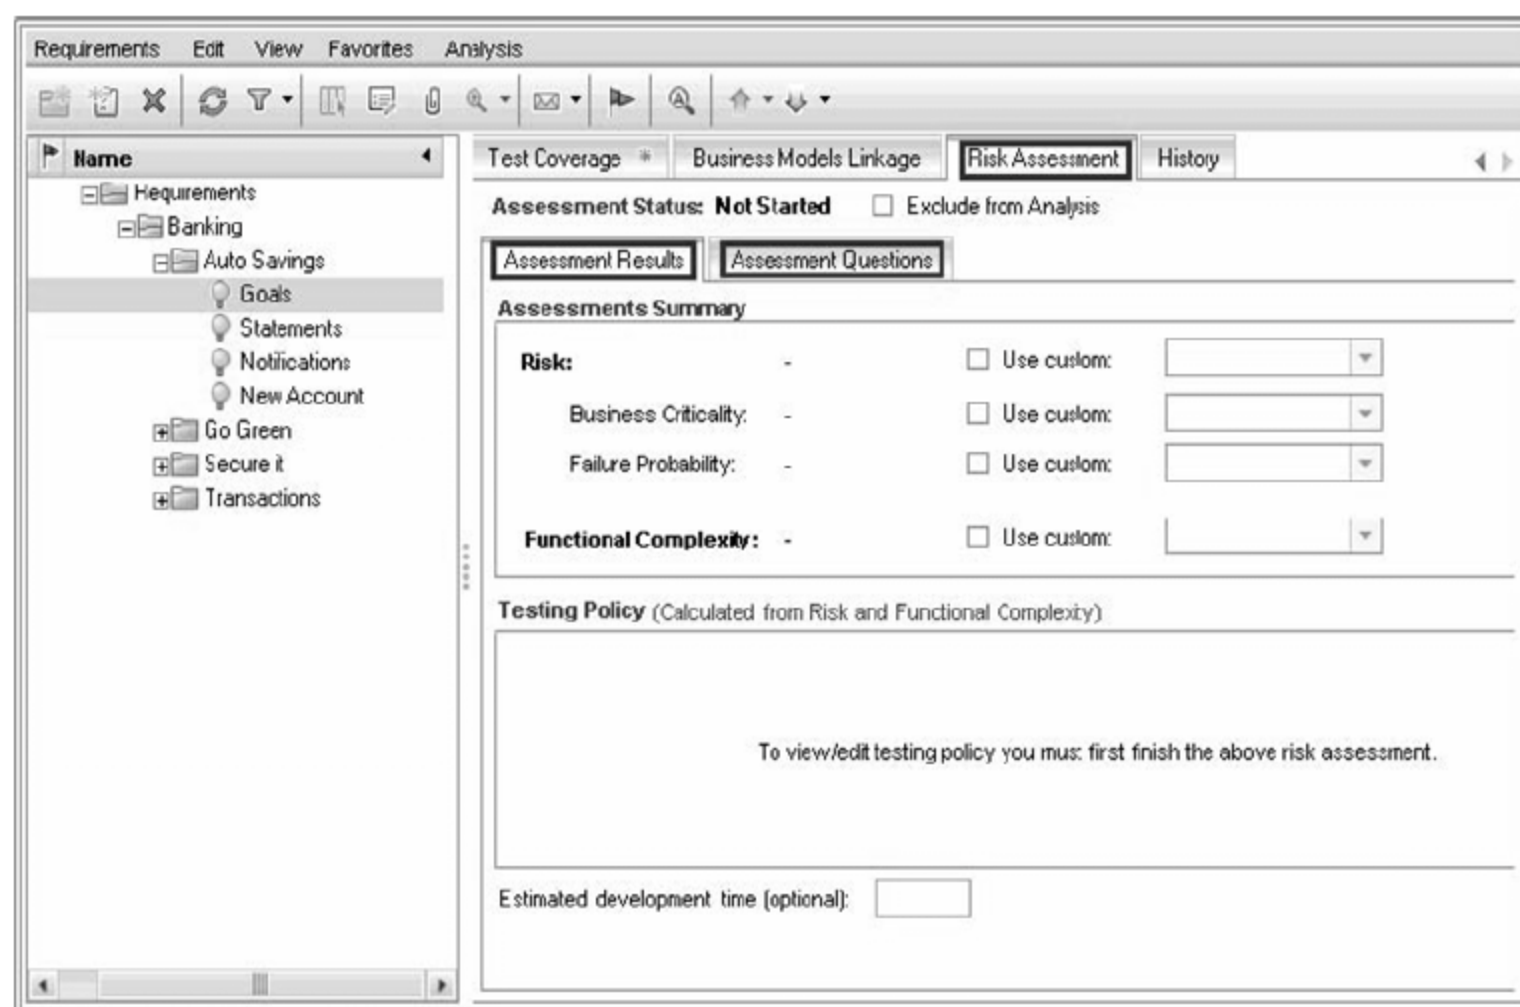 Requirements Edit View Favorites Analysis
Name
Requirements
Banking
Auto Savings
Goals
Statements
Notifications
New Account
Go Green
Secure it
Transactions
Test Coverage * Business Models Linkage Risk Assessment History
Assessment Status: Not Started Exclude from Analysis
Assessment Results Assessment Questions
Assessments Summary
Risk: - Use custom:
Business Criticality: - Use custom:
Failure Probability: - Use custom:
Functional Complexity: - Use custom:
Testing Policy (Calculated from Risk and Functional Complexity)
To view/edit testing policy you must first finish the above risk assessment.
Estimated development time (optional):